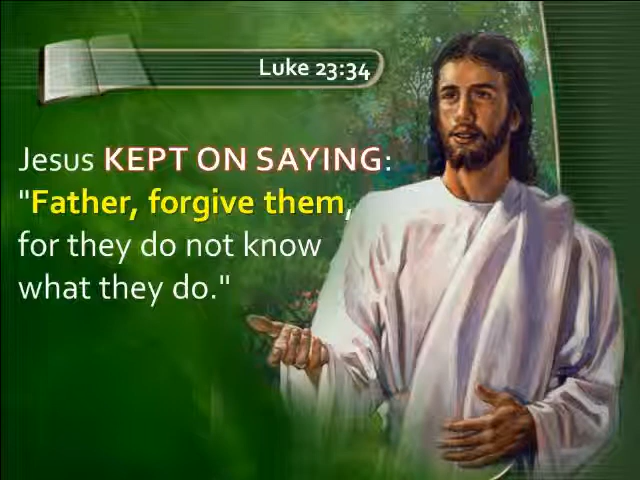 Luke 23:34
Jesus KEPT ON SAYING:
"Father, forgive them,
for they do not know
what they do."